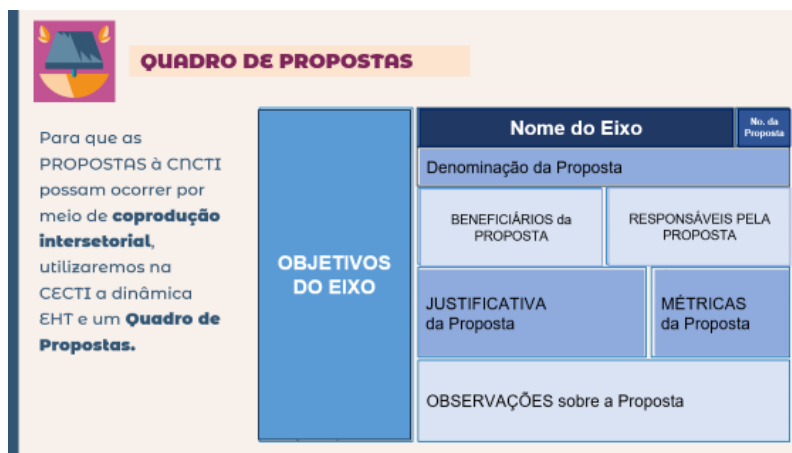 QUADRO DE PROPOSTAS
Para que as
PROPOSTAS à CNCTI
possam ocorrer por
meio de coprodução
intersetorial,
utilizaremos na
CECTI a dinâmica
EHT e um Quadro de
Propostas.
OBJETIVOS
DO EIXO
Nome do Eixo
No. da
Proposta
Denominação da Proposta
BENEFICIÁRIOS da
PROPOSTA
RESPONSÁVEIS PELA
PROPOSTA
JUSTIFICATIVA
da Proposta
MÉTRICAS
da Proposta
OBSERVAÇÕES sobre a Proposta